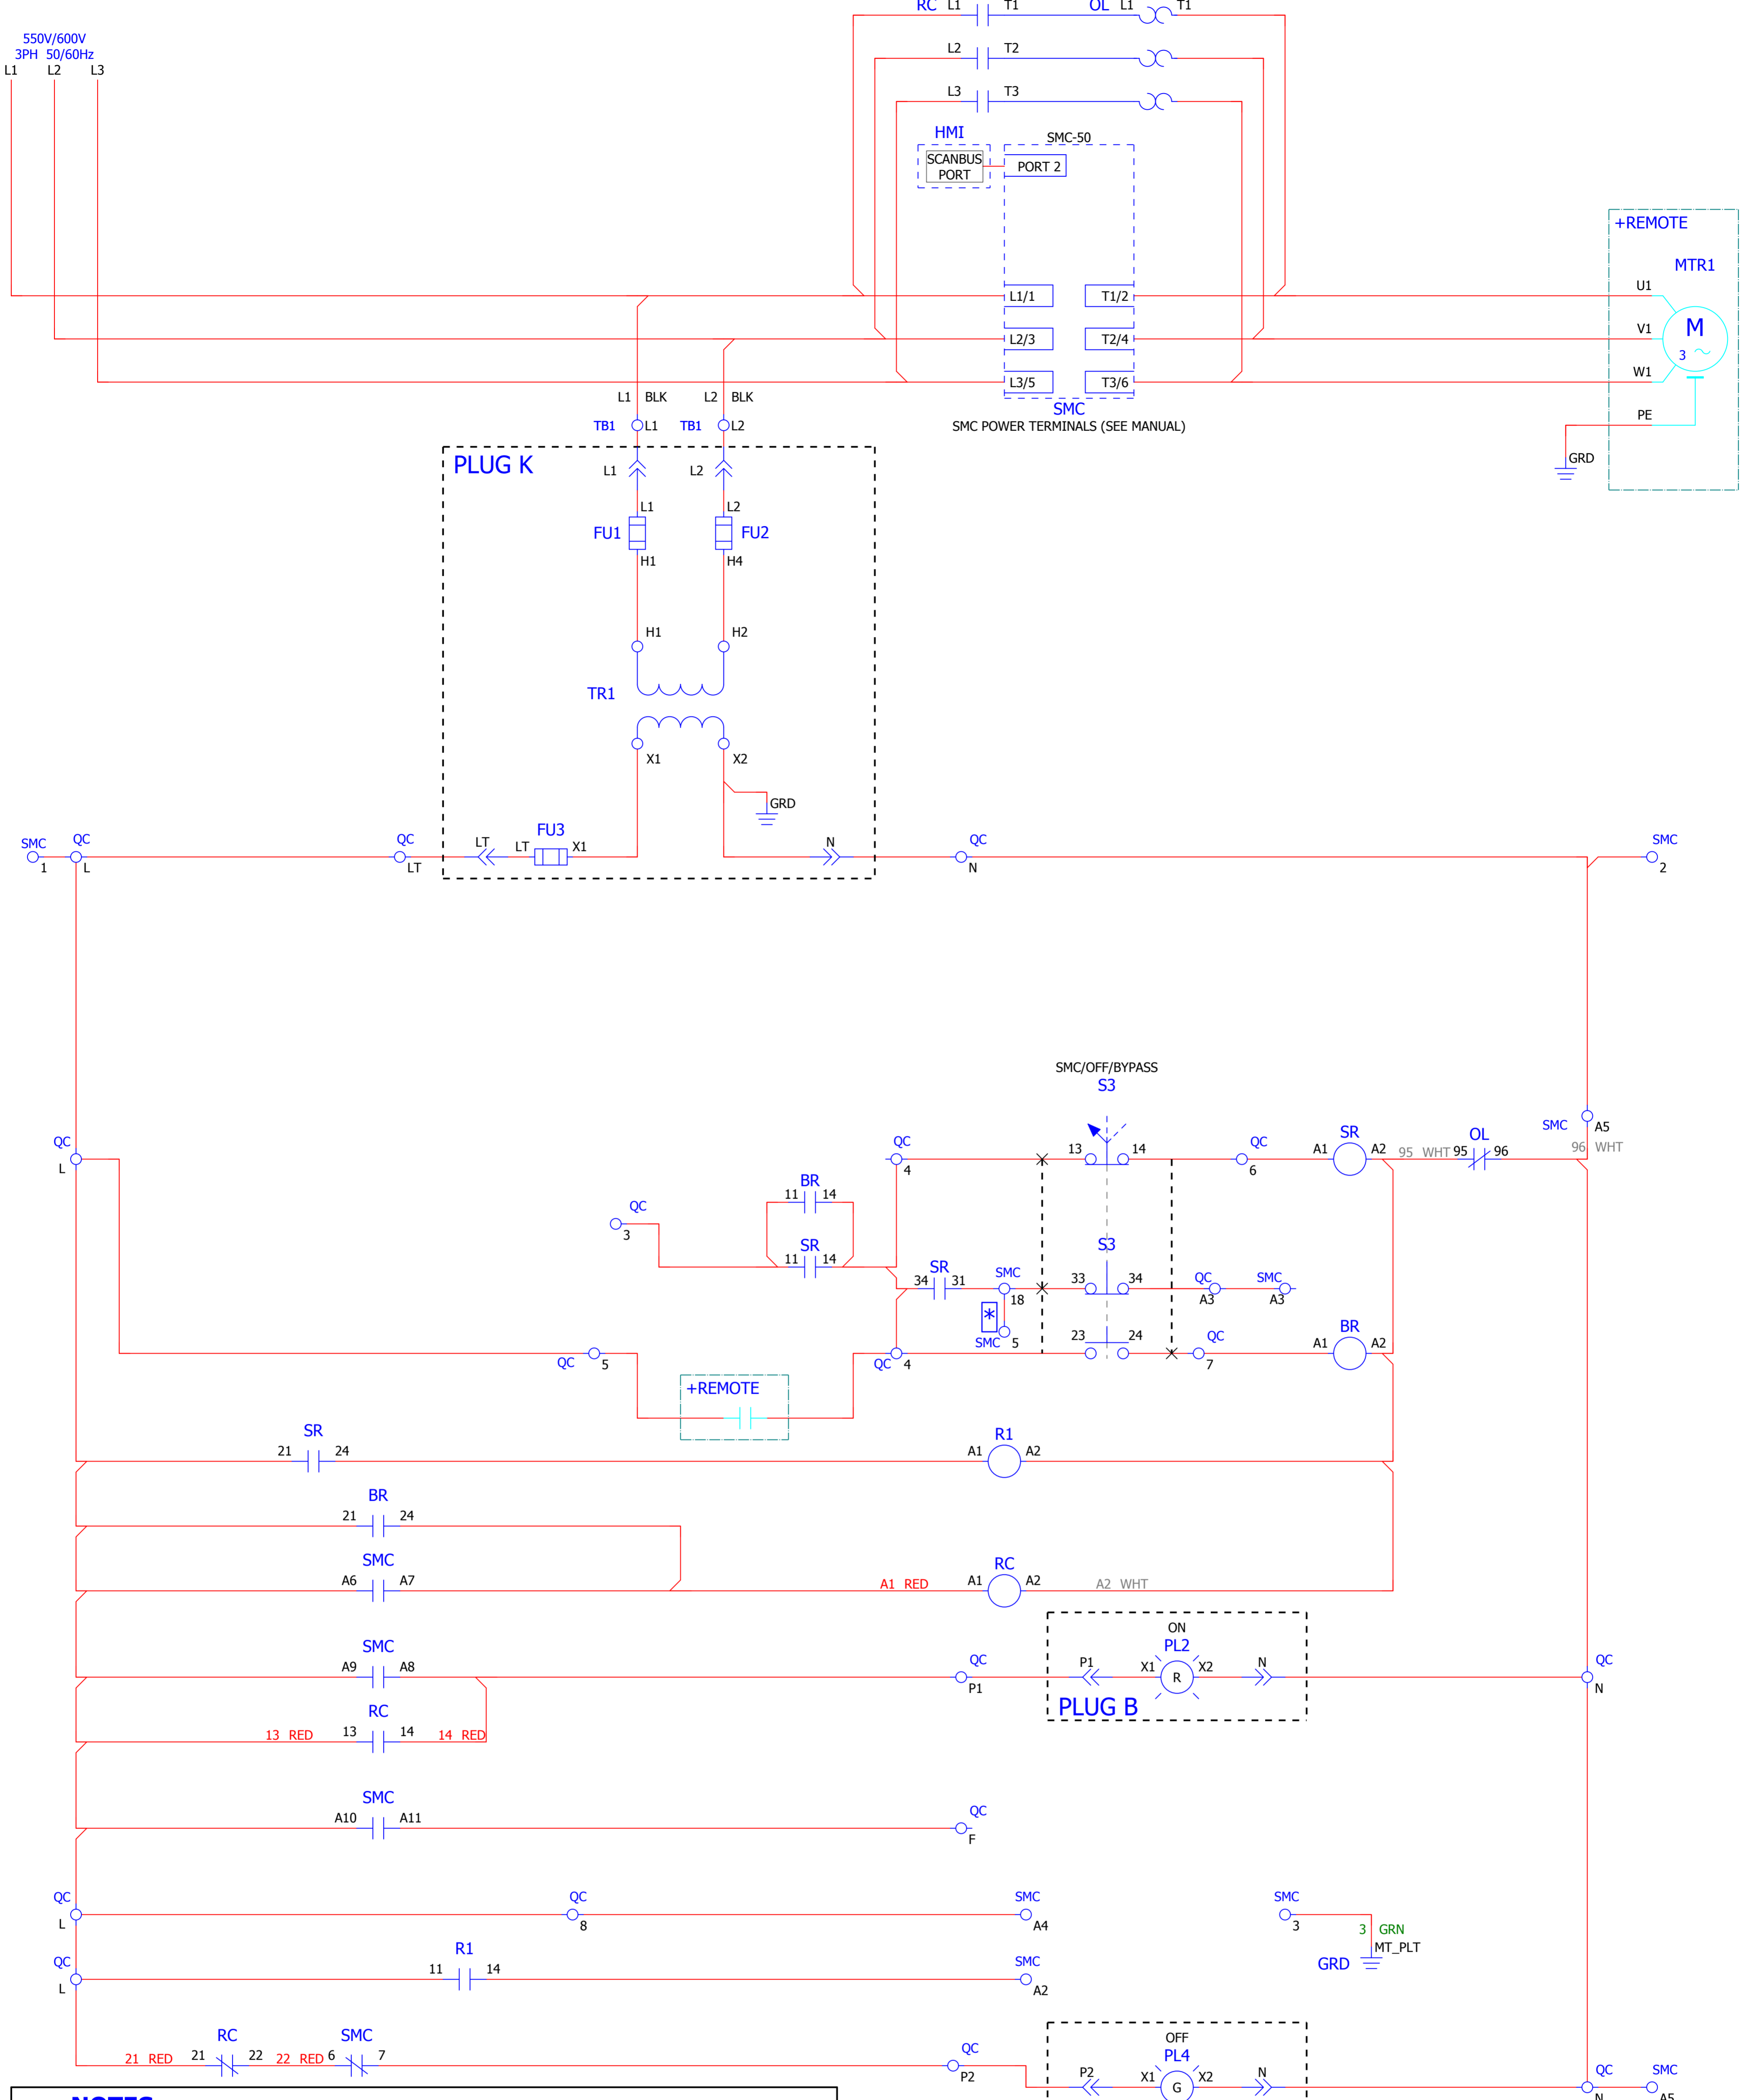 RC L1 T1 OL L1 T1
550V/600V
3PH 50/60Hz
L1 L2 L3
L2 T2
L3 T3
HMI
SMC-50
SCANBUS
PORT
PORT 2
+REMOTE
MTR1
L1/1 T1/2 U1
L2/3 T2/4 V1
M
3
L3/5 T3/6 W1
L1 BLK L2 BLK
SMC
SMC POWER TERMINALS (SEE MANUAL)
PE
TB1 L1 TB1 L2
GRD
PLUG K
L1 L2
L1 L2
FU1 FU2
H1 H4
H1 H2
TR1
X1 X2
GRD
SMC QC QC LT LT FU3 X1 N QC SMC
1 L LT N 2
SMC/OFF/BYPASS
S3
SMC A5
QC QC 13 14 QC A1 SR A2 95 WHT 95 OL 96 96 WHT
L 4 6
11 BR 14
QC
3
11 SR 14
S3
34 SR 31 SMC 33 34 QC SMC
18 A3 A3
*
SMC 5
23 24 QC A1 BR A2
QC 5 QC 4 7
+REMOTE
SR
21 24
R1
A1 A2
BR
21 24
SMC
A6 A7
A1 RED A1 RC A2 A2 WHT
ON
SMC
A9 A8
QC
P1
P1 X1 PL2 X2 N
R
PLUG B
QC
N
RC
13 RED 13 14 14 RED
SMC
A10 A11
QC
F
QC QC SMC SMC
L 8 A4 3
3 GRN
MT_PLT
GRD
QC R1 SMC
L 11 14 A2
RC SMC
21 RED 21 22 22 RED 6 7
QC
P2
OFF
PL4
P2 X1 X2 N
G
QC SMC
N A5
NOTES